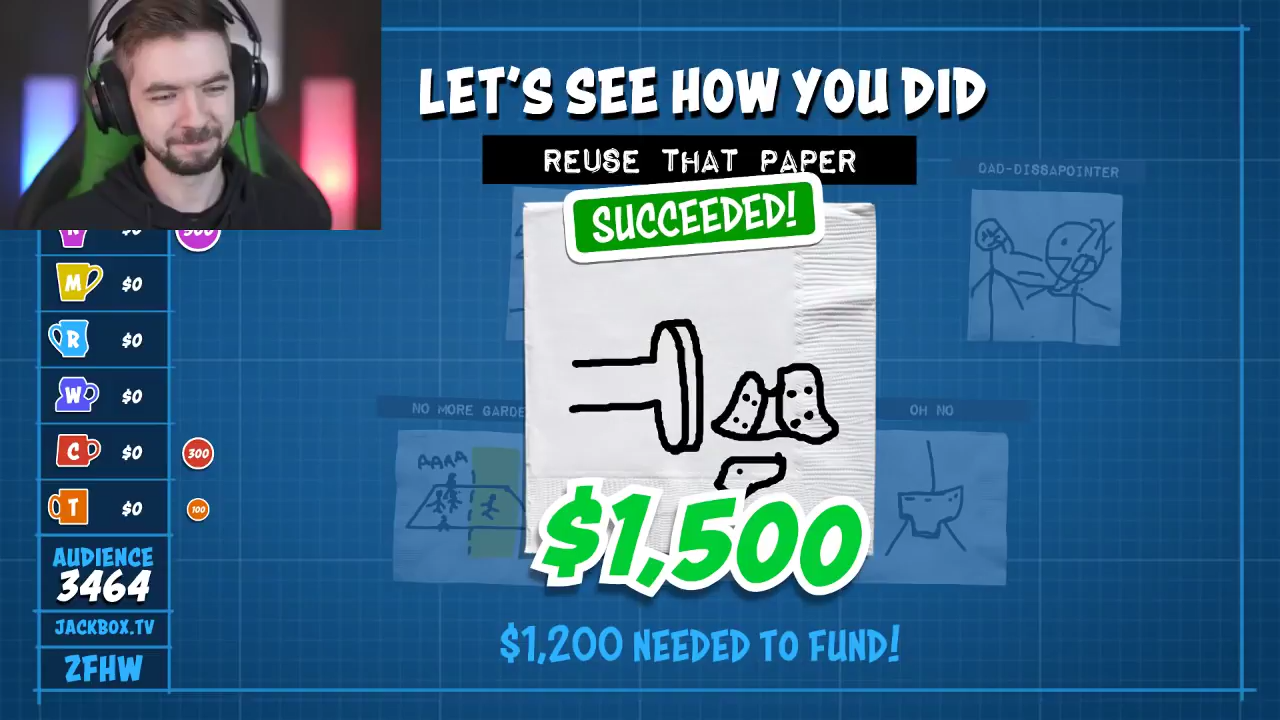 LET'S SEE HOW YOU DID
REUSE THAT PAPER
DAD-DISSAPOINTER
SUCCEEDED!
$0
M $0
R $0
W $0
C $0 300
T $0 100
NO MORE GARDE
OH NO
AAAA
$1,500
AUDIENCE
3464
JACKBOX.TV
ZFHW
$1,200 NEEDED TO FUND!